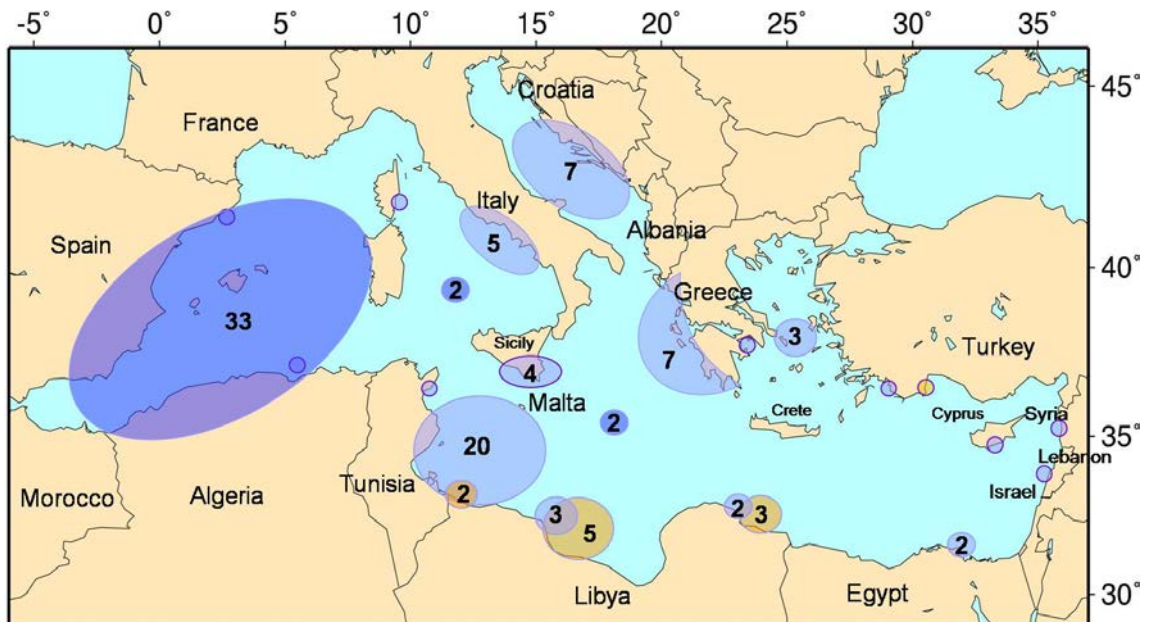 -5° 0° 5° 10° 15° 20° 25° 30° 35°
45°
Croatia
France
7
Italy
Spain
Albania
5
40°
2
Greece
33
3
Sicily
Turkey
7
4
Malta
Crete
Cyprus
Syria
2
35°
20
Lebanon
Tunisia
Israel
Morocco
Algeria
2
2
3
3
5
2
Libya
Egypt
30°